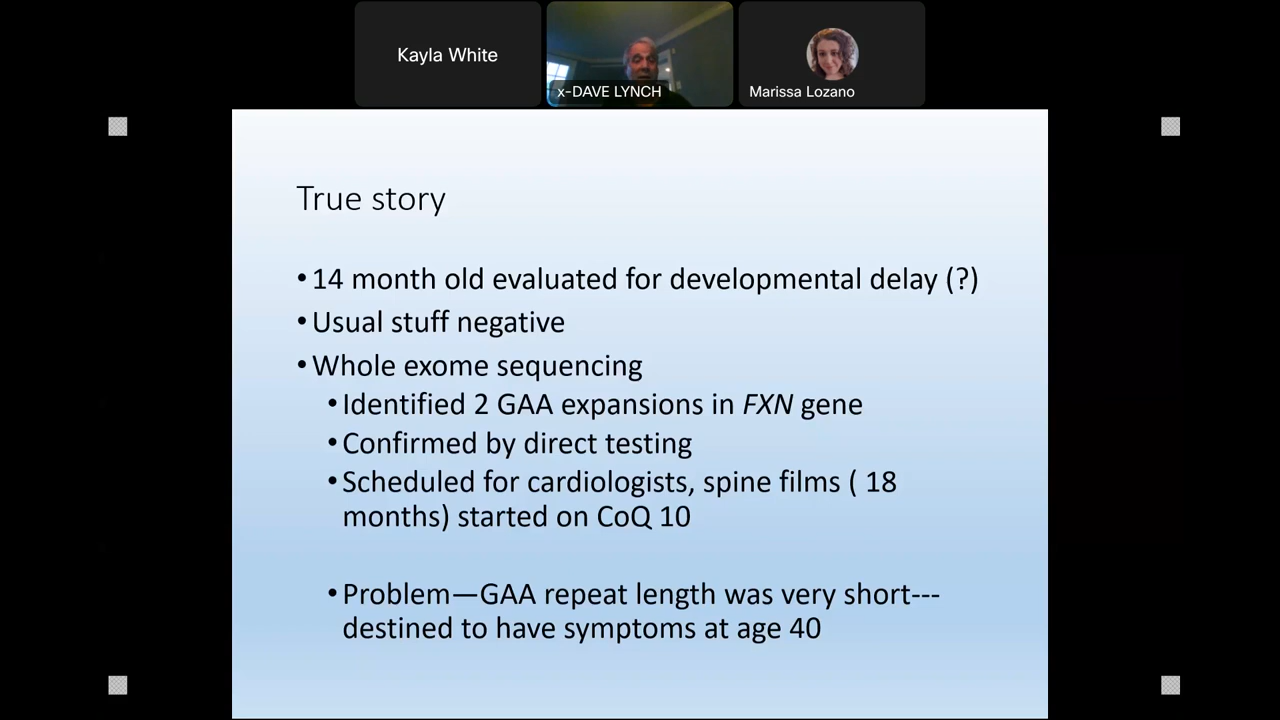 Kayla White
x-DAVE LYNCH
Marissa Lozano
True story
•14 month old evaluated for developmental delay (?)
•Usual stuff negative
•Whole exome sequencing
•Identified 2 GAA expansions in FXN gene
•Confirmed by direct testing
•Scheduled for cardiologists, spine films ( 18
months) started on CoQ 10
•Problem—GAA repeat length was very short---
destined to have symptoms at age 40